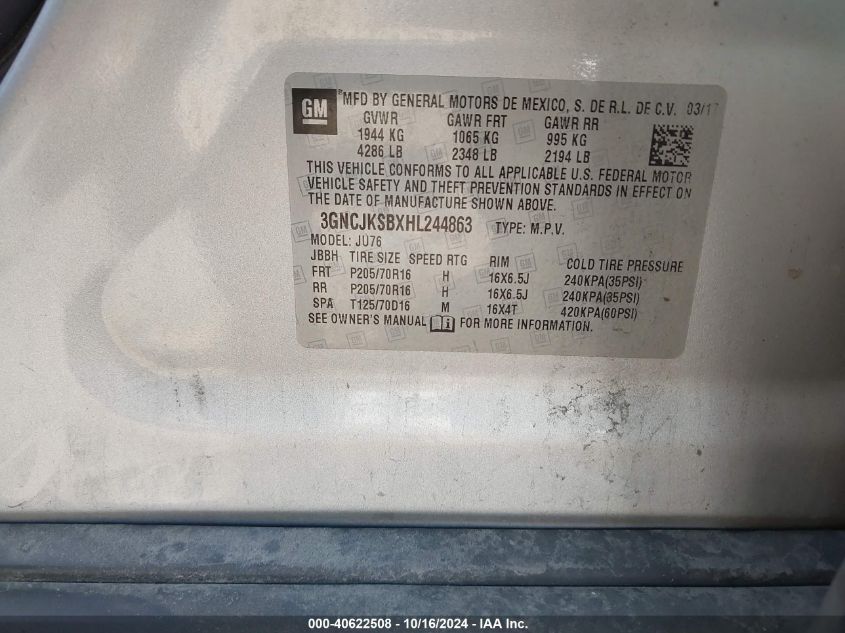 GM ®MFD BY GENERAL MOTORS DE MEXICO, S. DE R.L. DE C.V. 03/17
GVWR GAWR FRT GAWR RR
1944 KG 1065 KG 995 KG
4286 LB 2348 LB 2194 LB
THIS VEHICLE CONFORMS TO ALL APPLICABLE U.S. FEDERAL MOTOR
VEHICLE SAFETY AND THEFT PREVENTION STANDARDS IN EFFECT ON
THE DATE OF MANUFACTURE SHOWN ABOVE.
3GNCJKSBXHL244863 TYPE: M.P.V.
MODEL: JU76
JBBH TIRE SIZE SPEED RTG RIM COLD TIRE PRESSURE
FRT P205/70R16 H 16X6.5J 240KPA(35PSI)
RR P205/70R16 H 16X6.5J 240KPA(35PSI)
SPA T125/70D16 M 16X4T 420KPA(60PSI)
SEE OWNER'S MANUAL i FOR MORE INFORMATION.
000-40622508 - 10/16/2024 - IAA Inc.